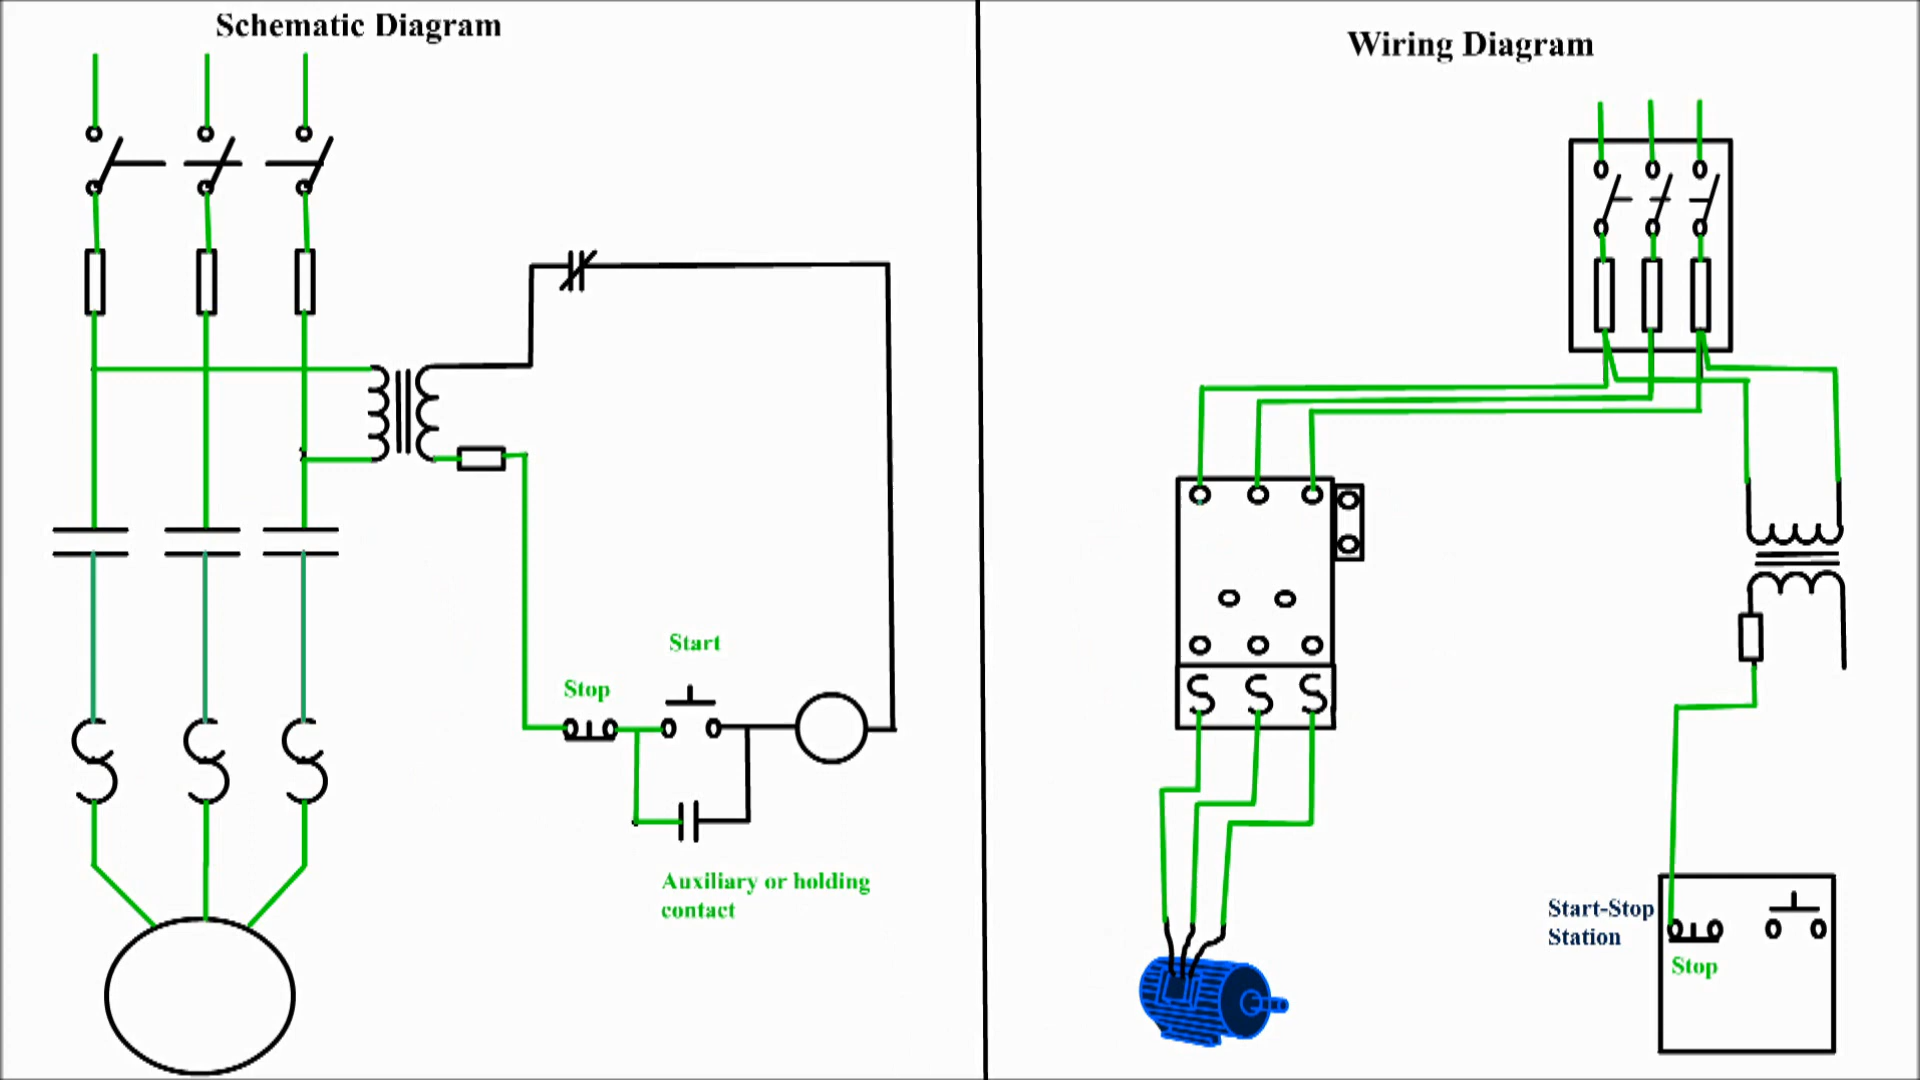 Schematic Diagram
Start
Stop
Auxiliary or holding
contact
Wiring Diagram
Start-Stop
Station
Stop